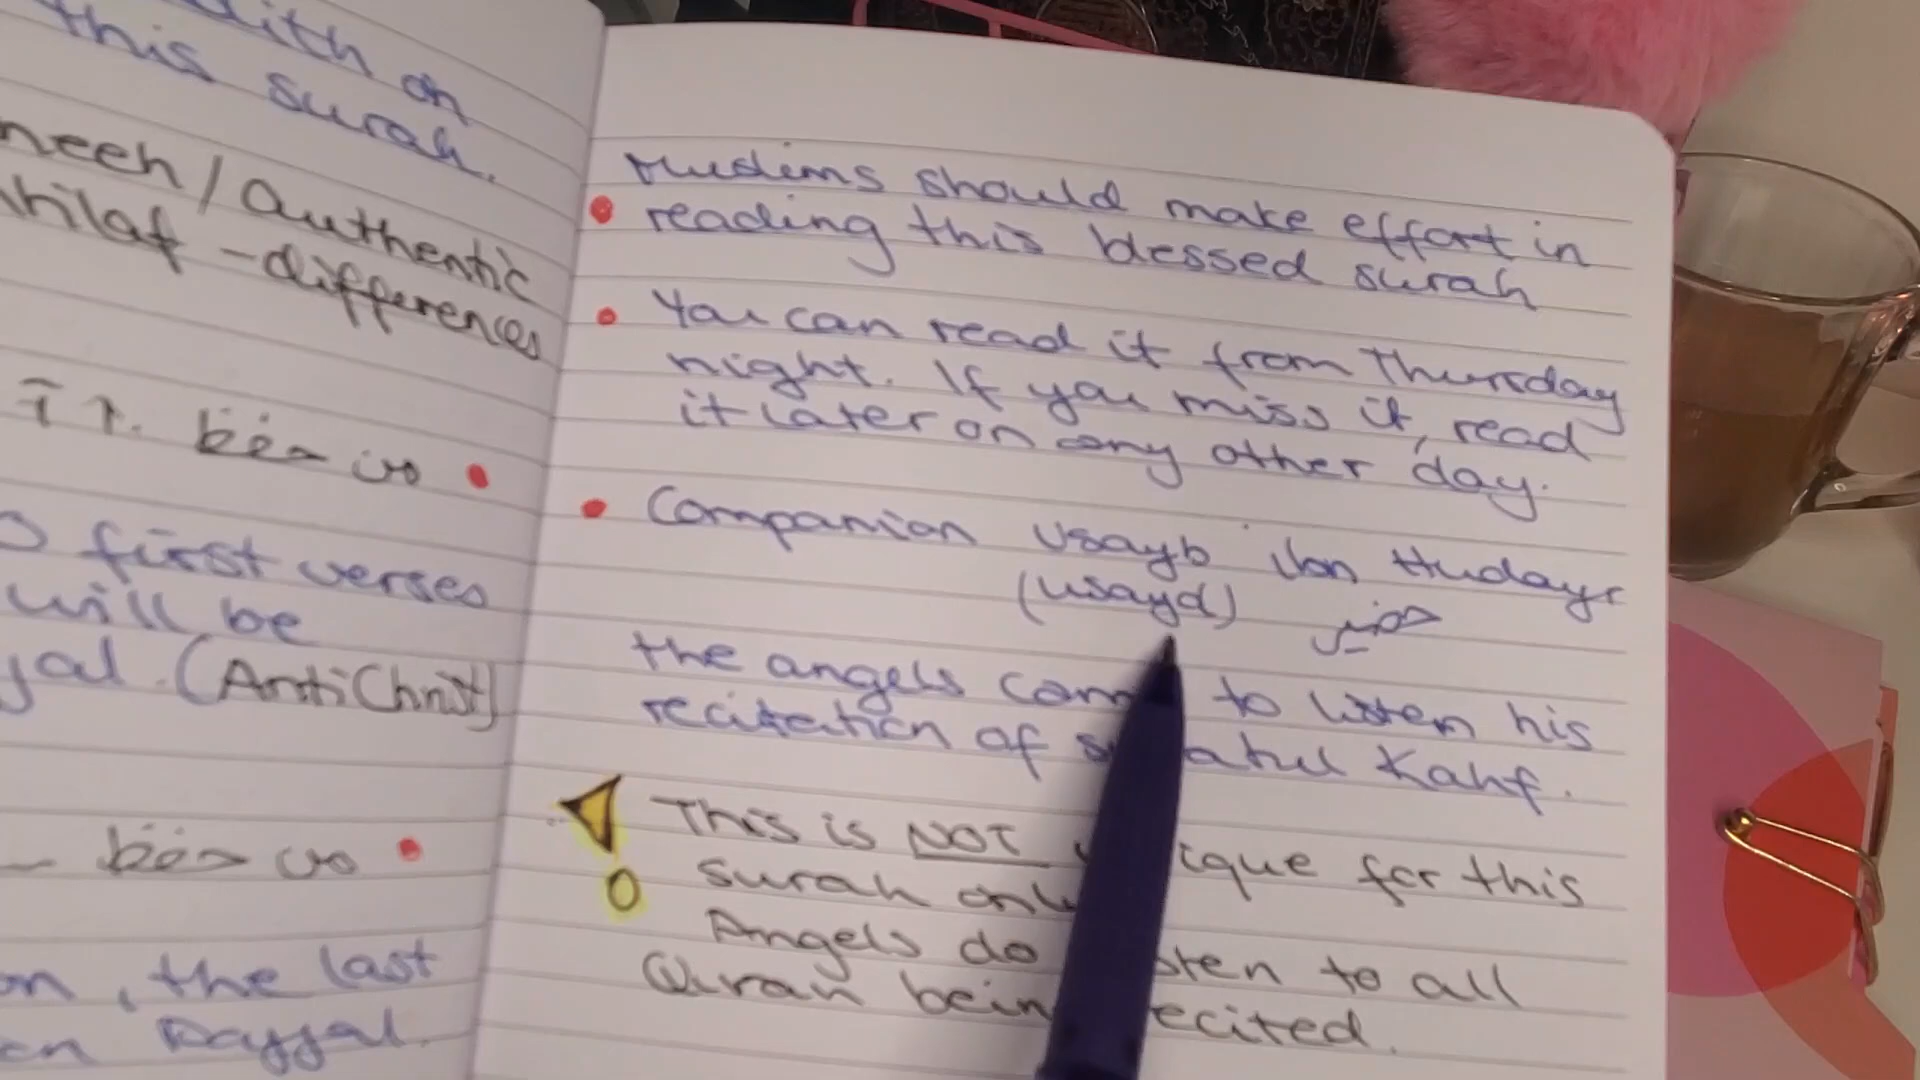 dith on
this surah.
/ Authentic
- differences
first verses
will be
(AntiChrist)
, the last
Dajjal.
Muslims should make effort in
reading this blessed surah
You can read it from Thursday
night. If you miss it, read
it later on any other day.
Companion Usayb ibn Hudayr
(usayd) حضير
the angels came to listen his
recitation of suratul Kahf.
This is NOT unique for this
surah only
Angels do listen to all
Quran being recited.